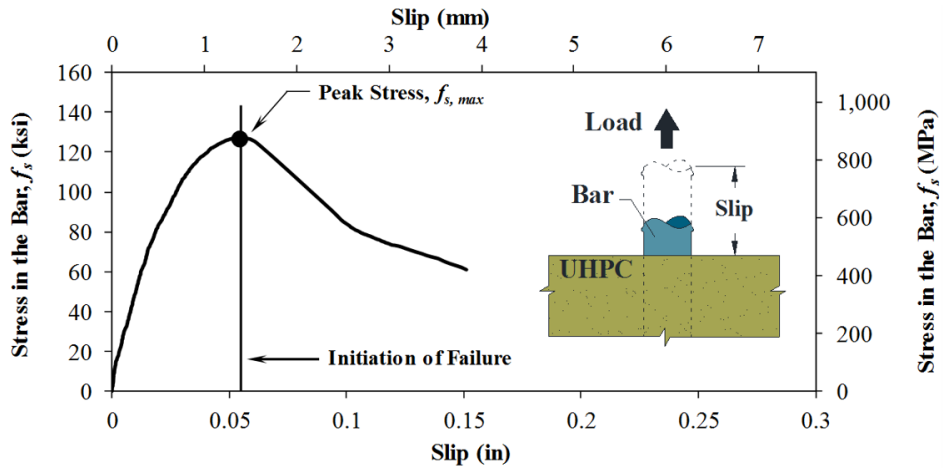 Slip (mm)
0 1 2 3 4 5 6 7
160
140
120
100
80
60
40
20
0
Stress in the Bar, fs (ksi)
Peak Stress, fs, max
Initiation of Failure
Load
Bar
Slip
UHPC
1,000
800
600
400
200
0
Stress in the Bar, fs (MPa)
0 0.05 0.1 0.15 0.2 0.25 0.3
Slip (in)